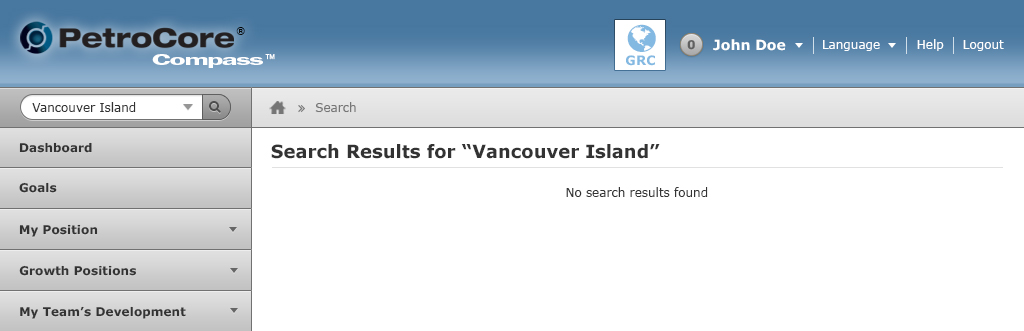 PetroCore®
Compass™
GRC
0 John Doe Language Help Logout
Vancouver Island
» Search
Dashboard
Goals
My Position
Growth Positions
My Team’s Development
Search Results for “Vancouver Island”
No search results found